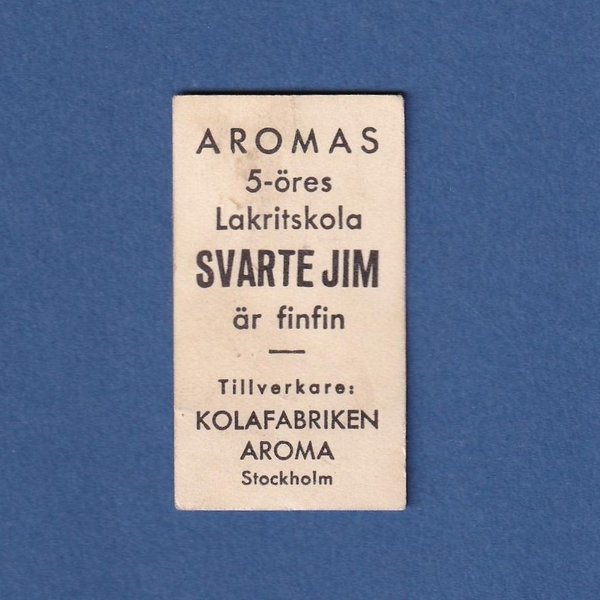 AROMAS
5-öres
Lakritskola
SVARTE JIM
är finfin
Tillverkare:
KOLAFABRIKEN
AROMA
Stockholm